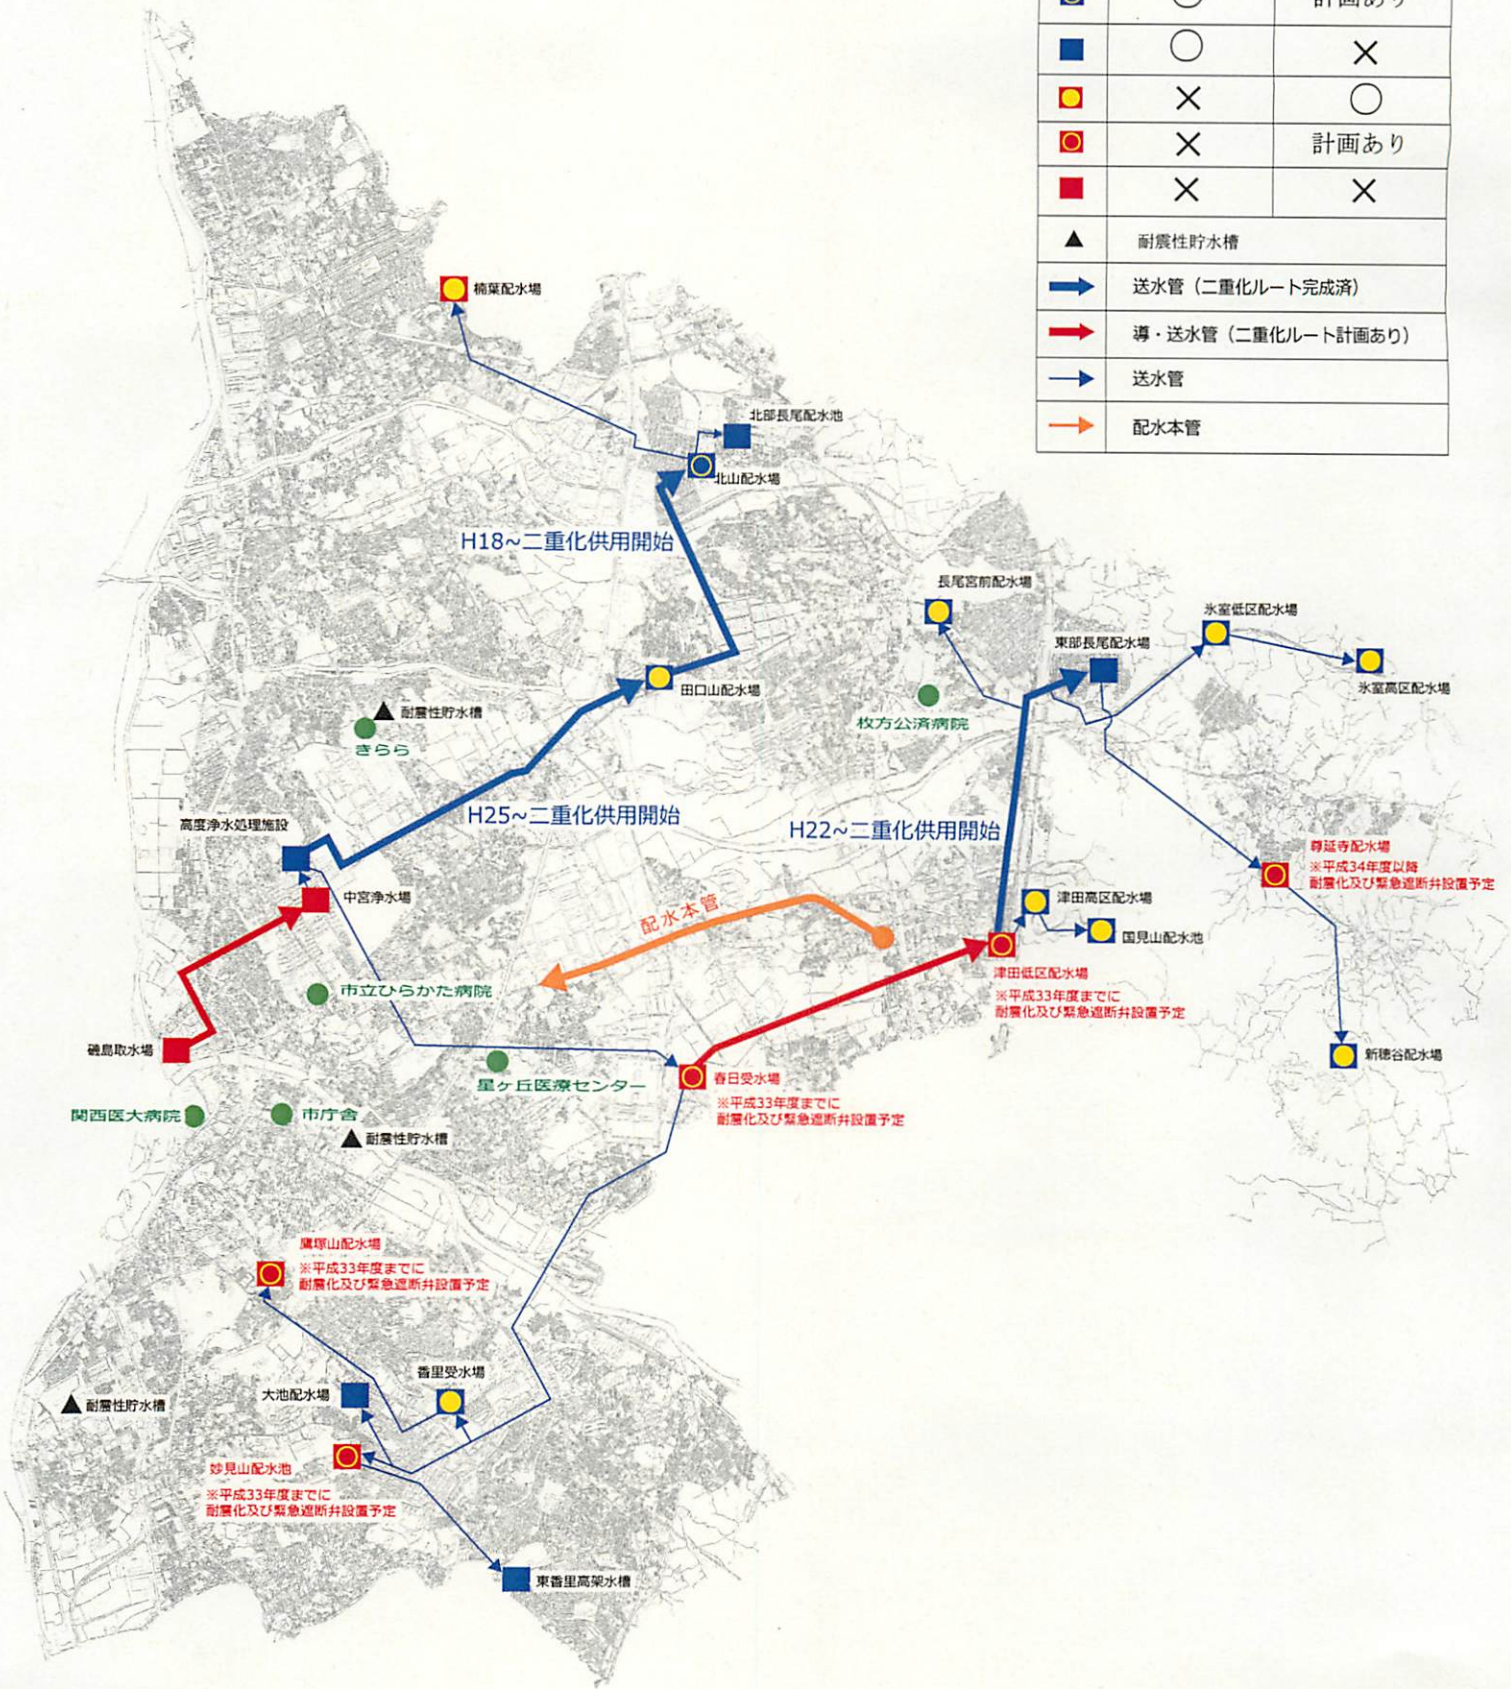 計画あり
○ ×
× ○
× 計画あり
× ×
耐震性貯水槽
送水管（二重化ルート完成済）
導・送水管（二重化ルート計画あり）
送水管
配水本管
楠葉配水場
北部長尾配水池
北山配水場
H18~二重化供用開始
長尾宮前配水場
氷室低区配水場
東部長尾配水場
氷室高区配水場
田口山配水場
枚方公済病院
耐震性貯水槽
きらら
高度浄水処理施設
H25~二重化供用開始
H22~二重化供用開始
尊延寺配水場
※平成34年度以降
耐震化及び緊急遮断弁設置予定
中宮浄水場
配水本管
津田高区配水場
国見山配水池
津田低区配水場
※平成33年度までに
耐震化及び緊急遮断弁設置予定
市立ひらかた病院
磯島取水場
新穂谷配水場
星ヶ丘医療センター
春日受水場
※平成33年度までに
耐震化及び緊急遮断弁設置予定
関西医大病院
市庁舎
耐震性貯水槽
鷹塚山配水場
※平成33年度までに
耐震化及び緊急遮断弁設置予定
香里受水場
大池配水場
耐震性貯水槽
妙見山配水池
※平成33年度までに
耐震化及び緊急遮断弁設置予定
東香里高架水槽